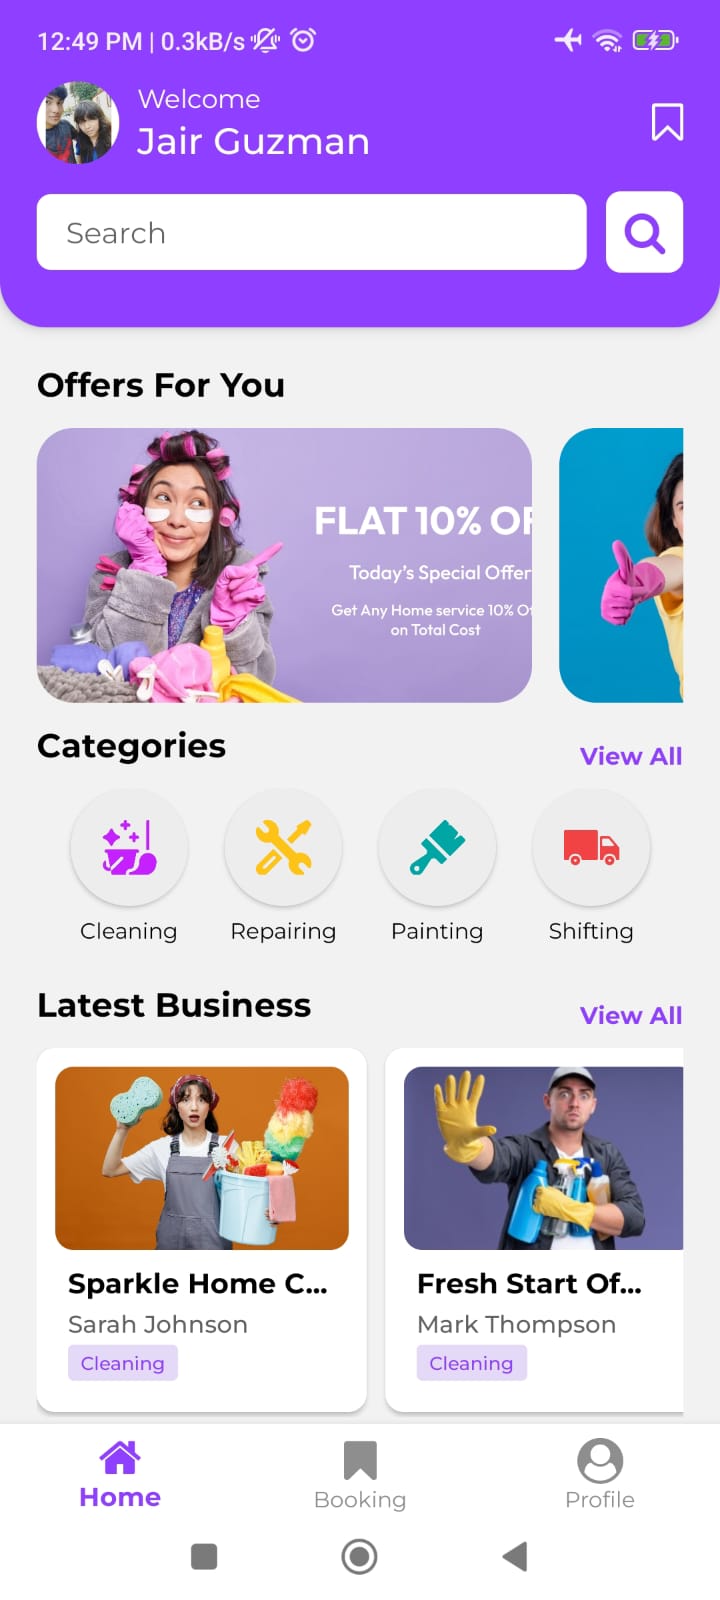 12:49 PM | 0.3kB/s
Welcome
Jair Guzman
Search
Offers For You
FLAT 10% OF
Today's Special Offer
Get Any Home service 10% Of
on Total Cost
Categories
View All
Cleaning
Repairing
Painting
Shifting
Latest Business
View All
Sparkle Home C...
Sarah Johnson
Cleaning
Fresh Start Of...
Mark Thompson
Cleaning
Home
Booking
Profile